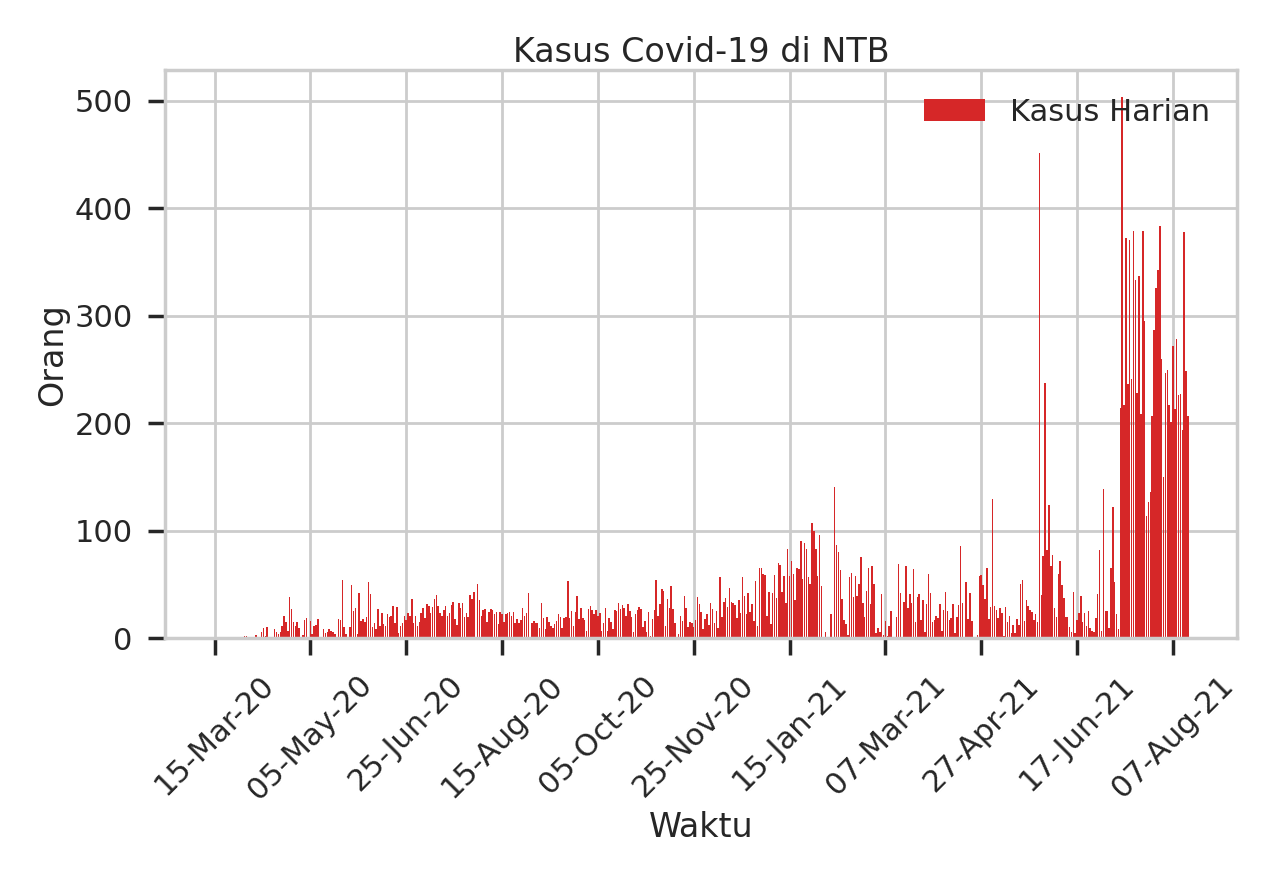 Kasus Covid-19 di NTB
Kasus Harian
Orang
500
400
300
200
100
0
15-Mar-20
05-May-20
25-Jun-20
15-Aug-20
05-Oct-20
25-Nov-20
15-Jan-21
07-Mar-21
27-Apr-21
17-Jun-21
07-Aug-21
Waktu